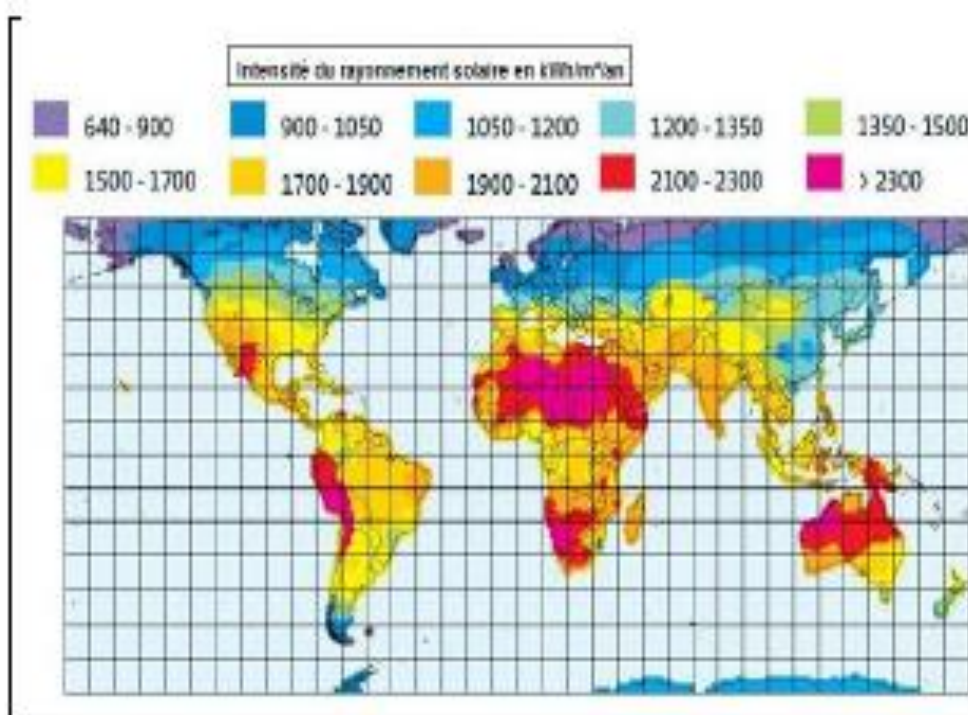 Intensité du rayonnement solaire en kWh/m²/an
640 - 900
900 - 1050
1050 - 1200
1200 - 1350
1350 - 1500
1500 - 1700
1700 - 1900
1900 - 2100
2100 - 2300
> 2300